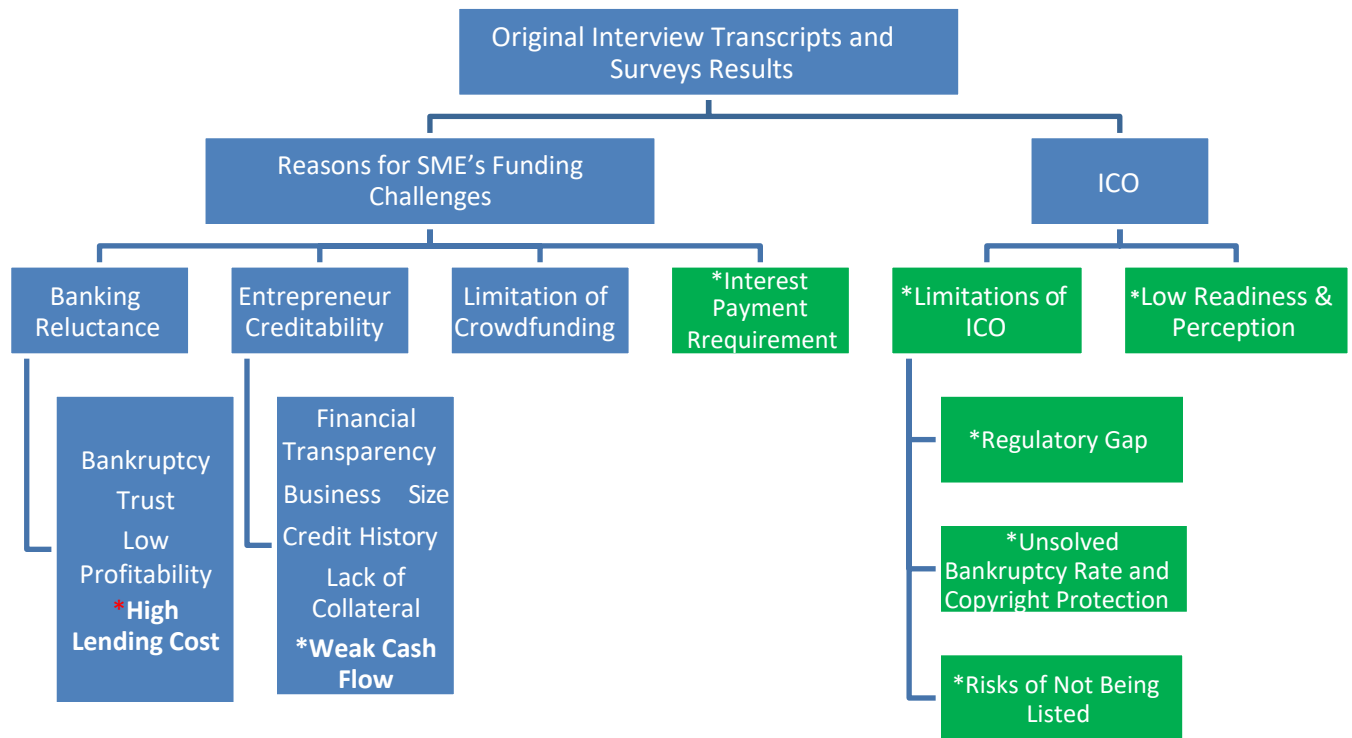 Original Interview Transcripts and
Surveys Results
Reasons for SME's Funding
Challenges
ICO
Banking
Reluctance
Entrepreneur
Creditability
Limitation of
Crowdfunding
*Interest
Payment
Rrequirement
*Limitations of
ICO
*Low Readiness &
Perception
Bankruptcy
Trust
Low
Profitability
*High
Lending Cost
Financial
Transparency
Business Size
Credit History
Lack of
Collateral
*Weak Cash
Flow
*Regulatory Gap
*Unsolved
Bankruptcy Rate and
Copyright Protection
*Risks of Not Being
Listed